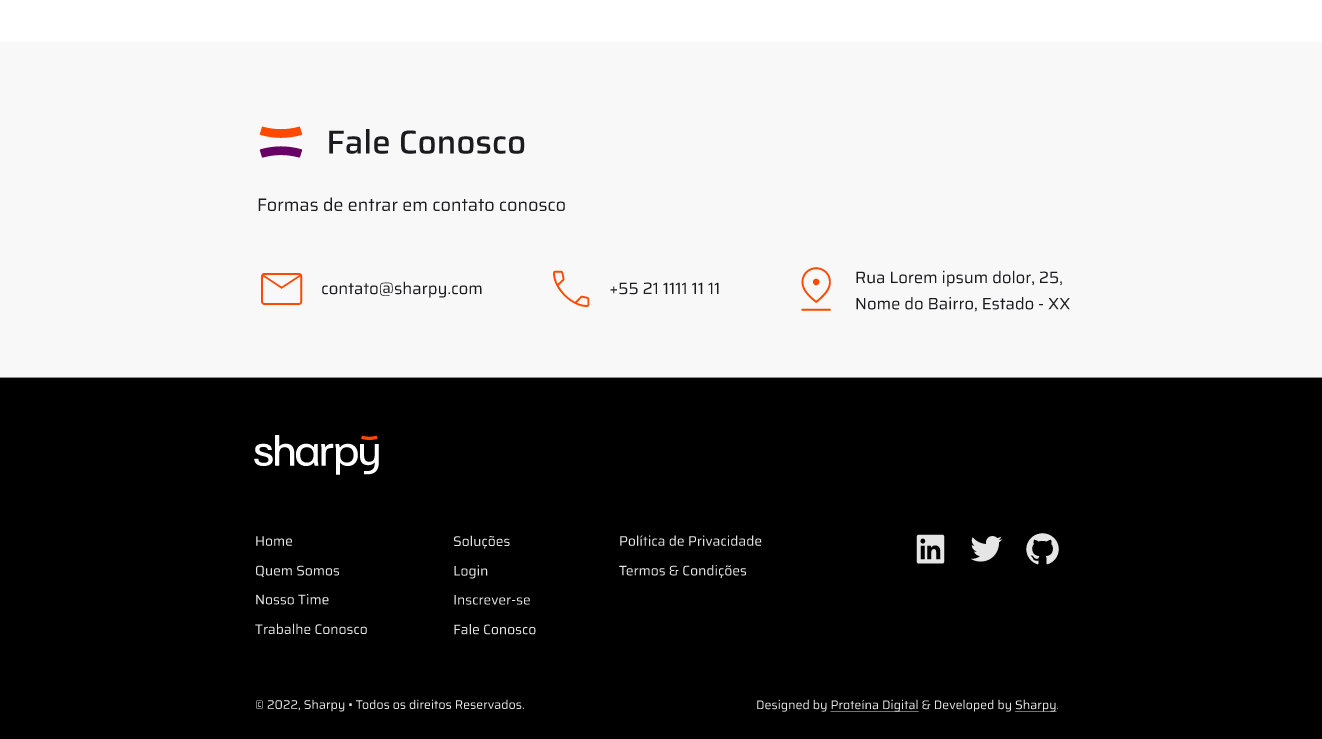 Fale Conosco
Formas de entrar em contato conosco
contato@sharpy.com
+55 21 1111 11 11
Rua Lorem ipsum dolor, 25,
Nome do Bairro, Estado - XX
sharpy
Home
Quem Somos
Nosso Time
Trabalhe Conosco
Soluções
Login
Inscrever-se
Fale Conosco
Política de Privacidade
Termos & Condições
in
© 2022, Sharpy • Todos os direitos Reservados.
Designed by Proteína Digital & Developed by Sharpy.